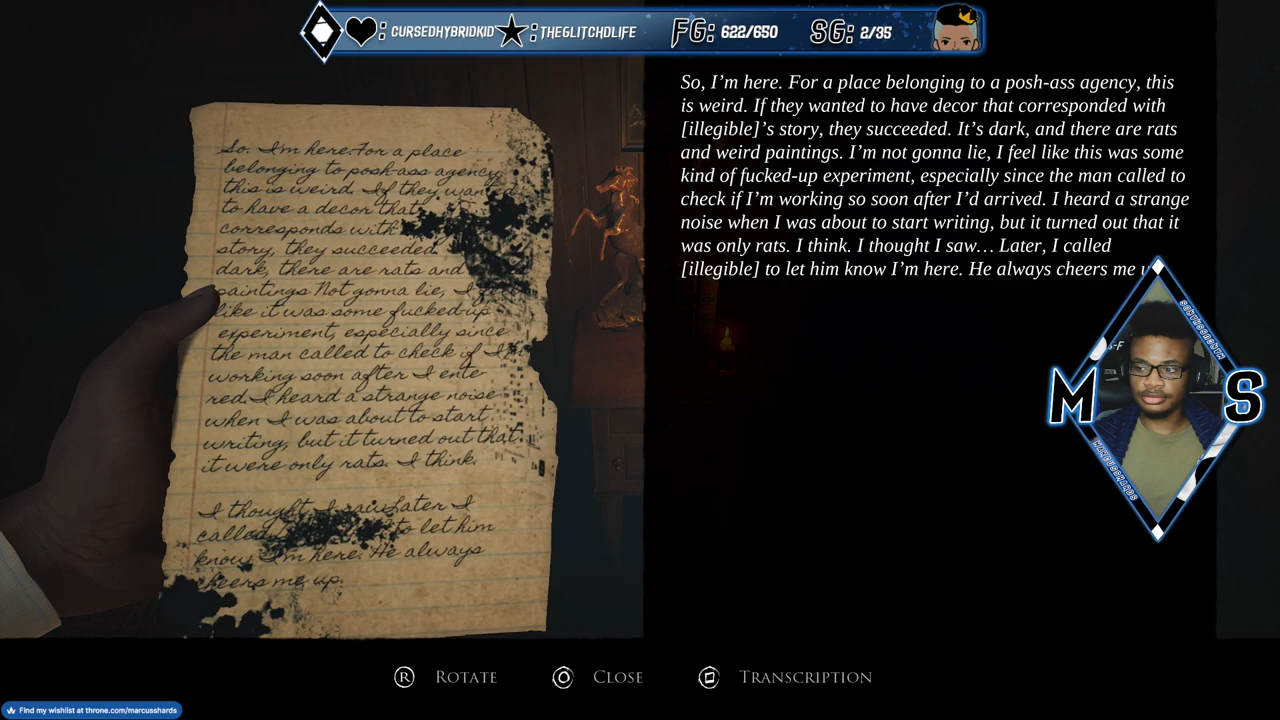 : CURSEDHYBRIDKID : THEGLITCHDLIFE FG: 622/650 SG: 2/35
So. I'm here. For a place
belonging to posh-ass agency,
this is weird. If they wanted
to have a decor that
corresponds with
story, they succeeded.
dark, there are rats and
paintings Not gonna lie, I
like it was some fucked-up
experiment, especially since
the man called to check if I'm
working soon after I ente-
red. I heard a strange noise
when I was about to start
writing, but it turned out that
it were only rats. I think.
I thought I saw Later I
called to let him
know I'm here. He always
cheers me up.
So, I’m here. For a place belonging to a posh-ass agency, this
is weird. If they wanted to have decor that corresponded with
[illegible]’s story, they succeeded. It’s dark, and there are rats
and weird paintings. I’m not gonna lie, I feel like this was some
kind of fucked-up experiment, especially since the man called to
check if I’m working so soon after I’d arrived. I heard a strange
noise when I was about to start writing, but it turned out that it
was only rats. I think. I thought I saw… Later, I called
[illegible] to let him know I’m here. He always cheers me u
M S
MARCUSSHARDS
R ROTATE CLOSE TRANSCRIPTION
Find my wishlist at throne.com/marcusshards